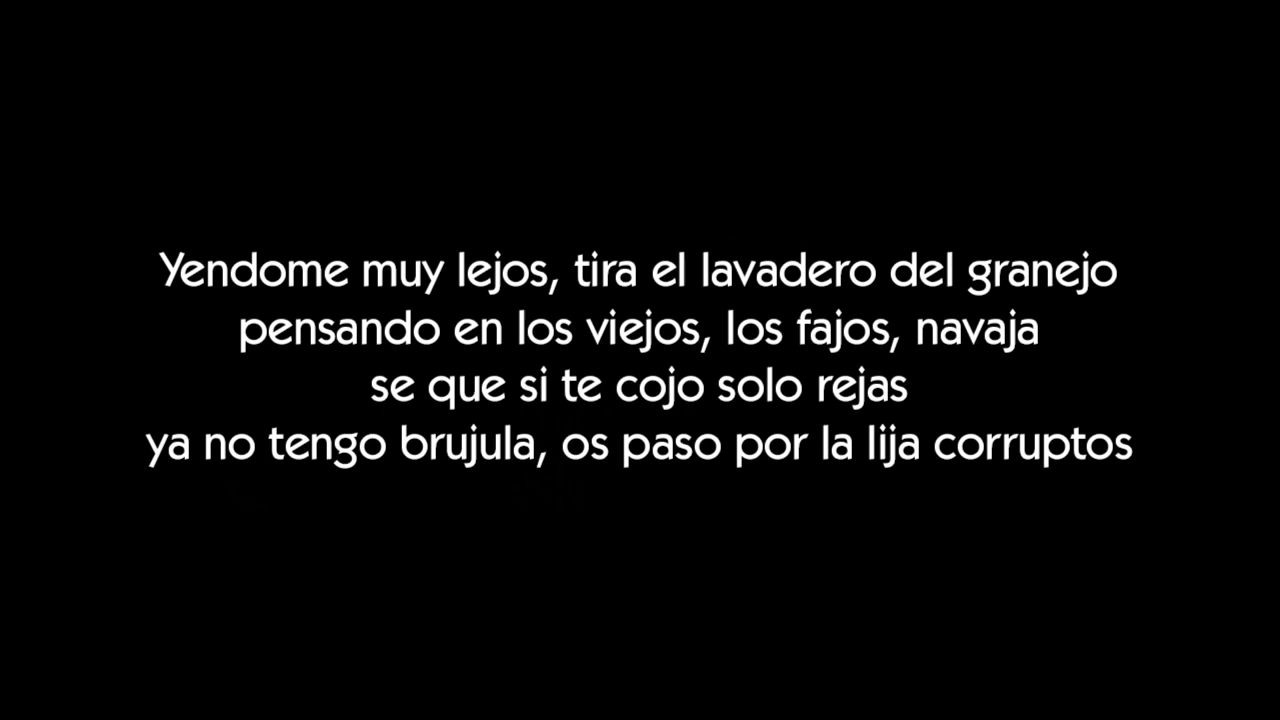 Yendome muy lejos, tira el lavadero del granejo
pensando en los viejos, los fajos, navaja
se que si te cojo solo rejas
ya no tengo brujula, os paso por la lija corruptos